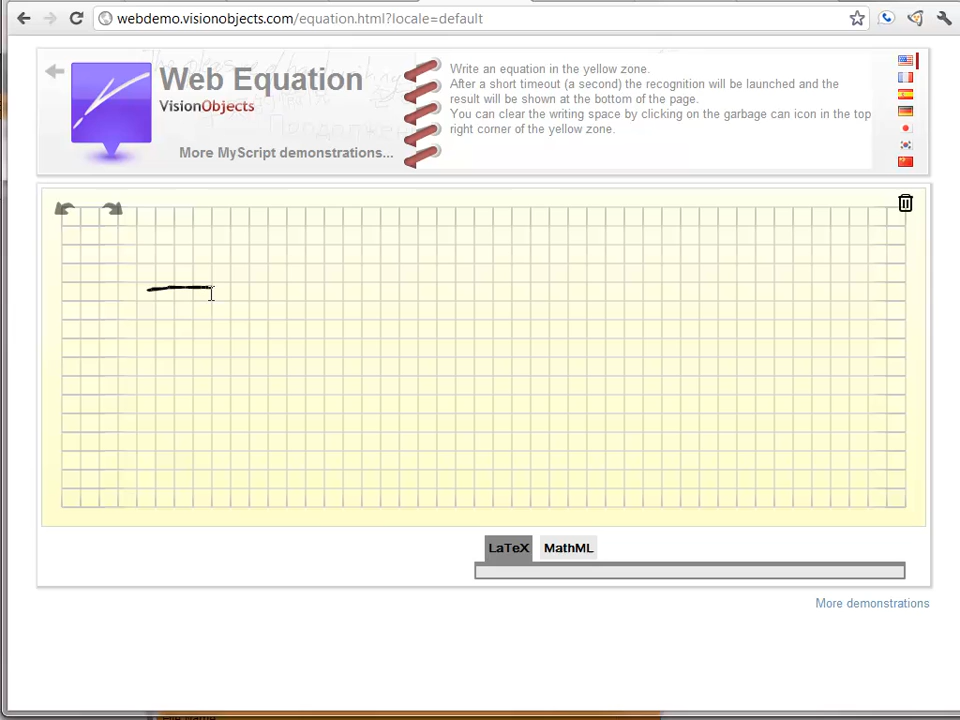 webdemo.visionobjects.com/equation.html?locale=default
Web Equation
VisionObjects
More MyScript demonstrations...
Write an equation in the yellow zone.
After a short timeout (a second) the recognition will be launched and the
result will be shown at the bottom of the page.
You can clear the writing space by clicking on the garbage can icon in the top
right corner of the yellow zone.
LaTeX
MathML
More demonstrations